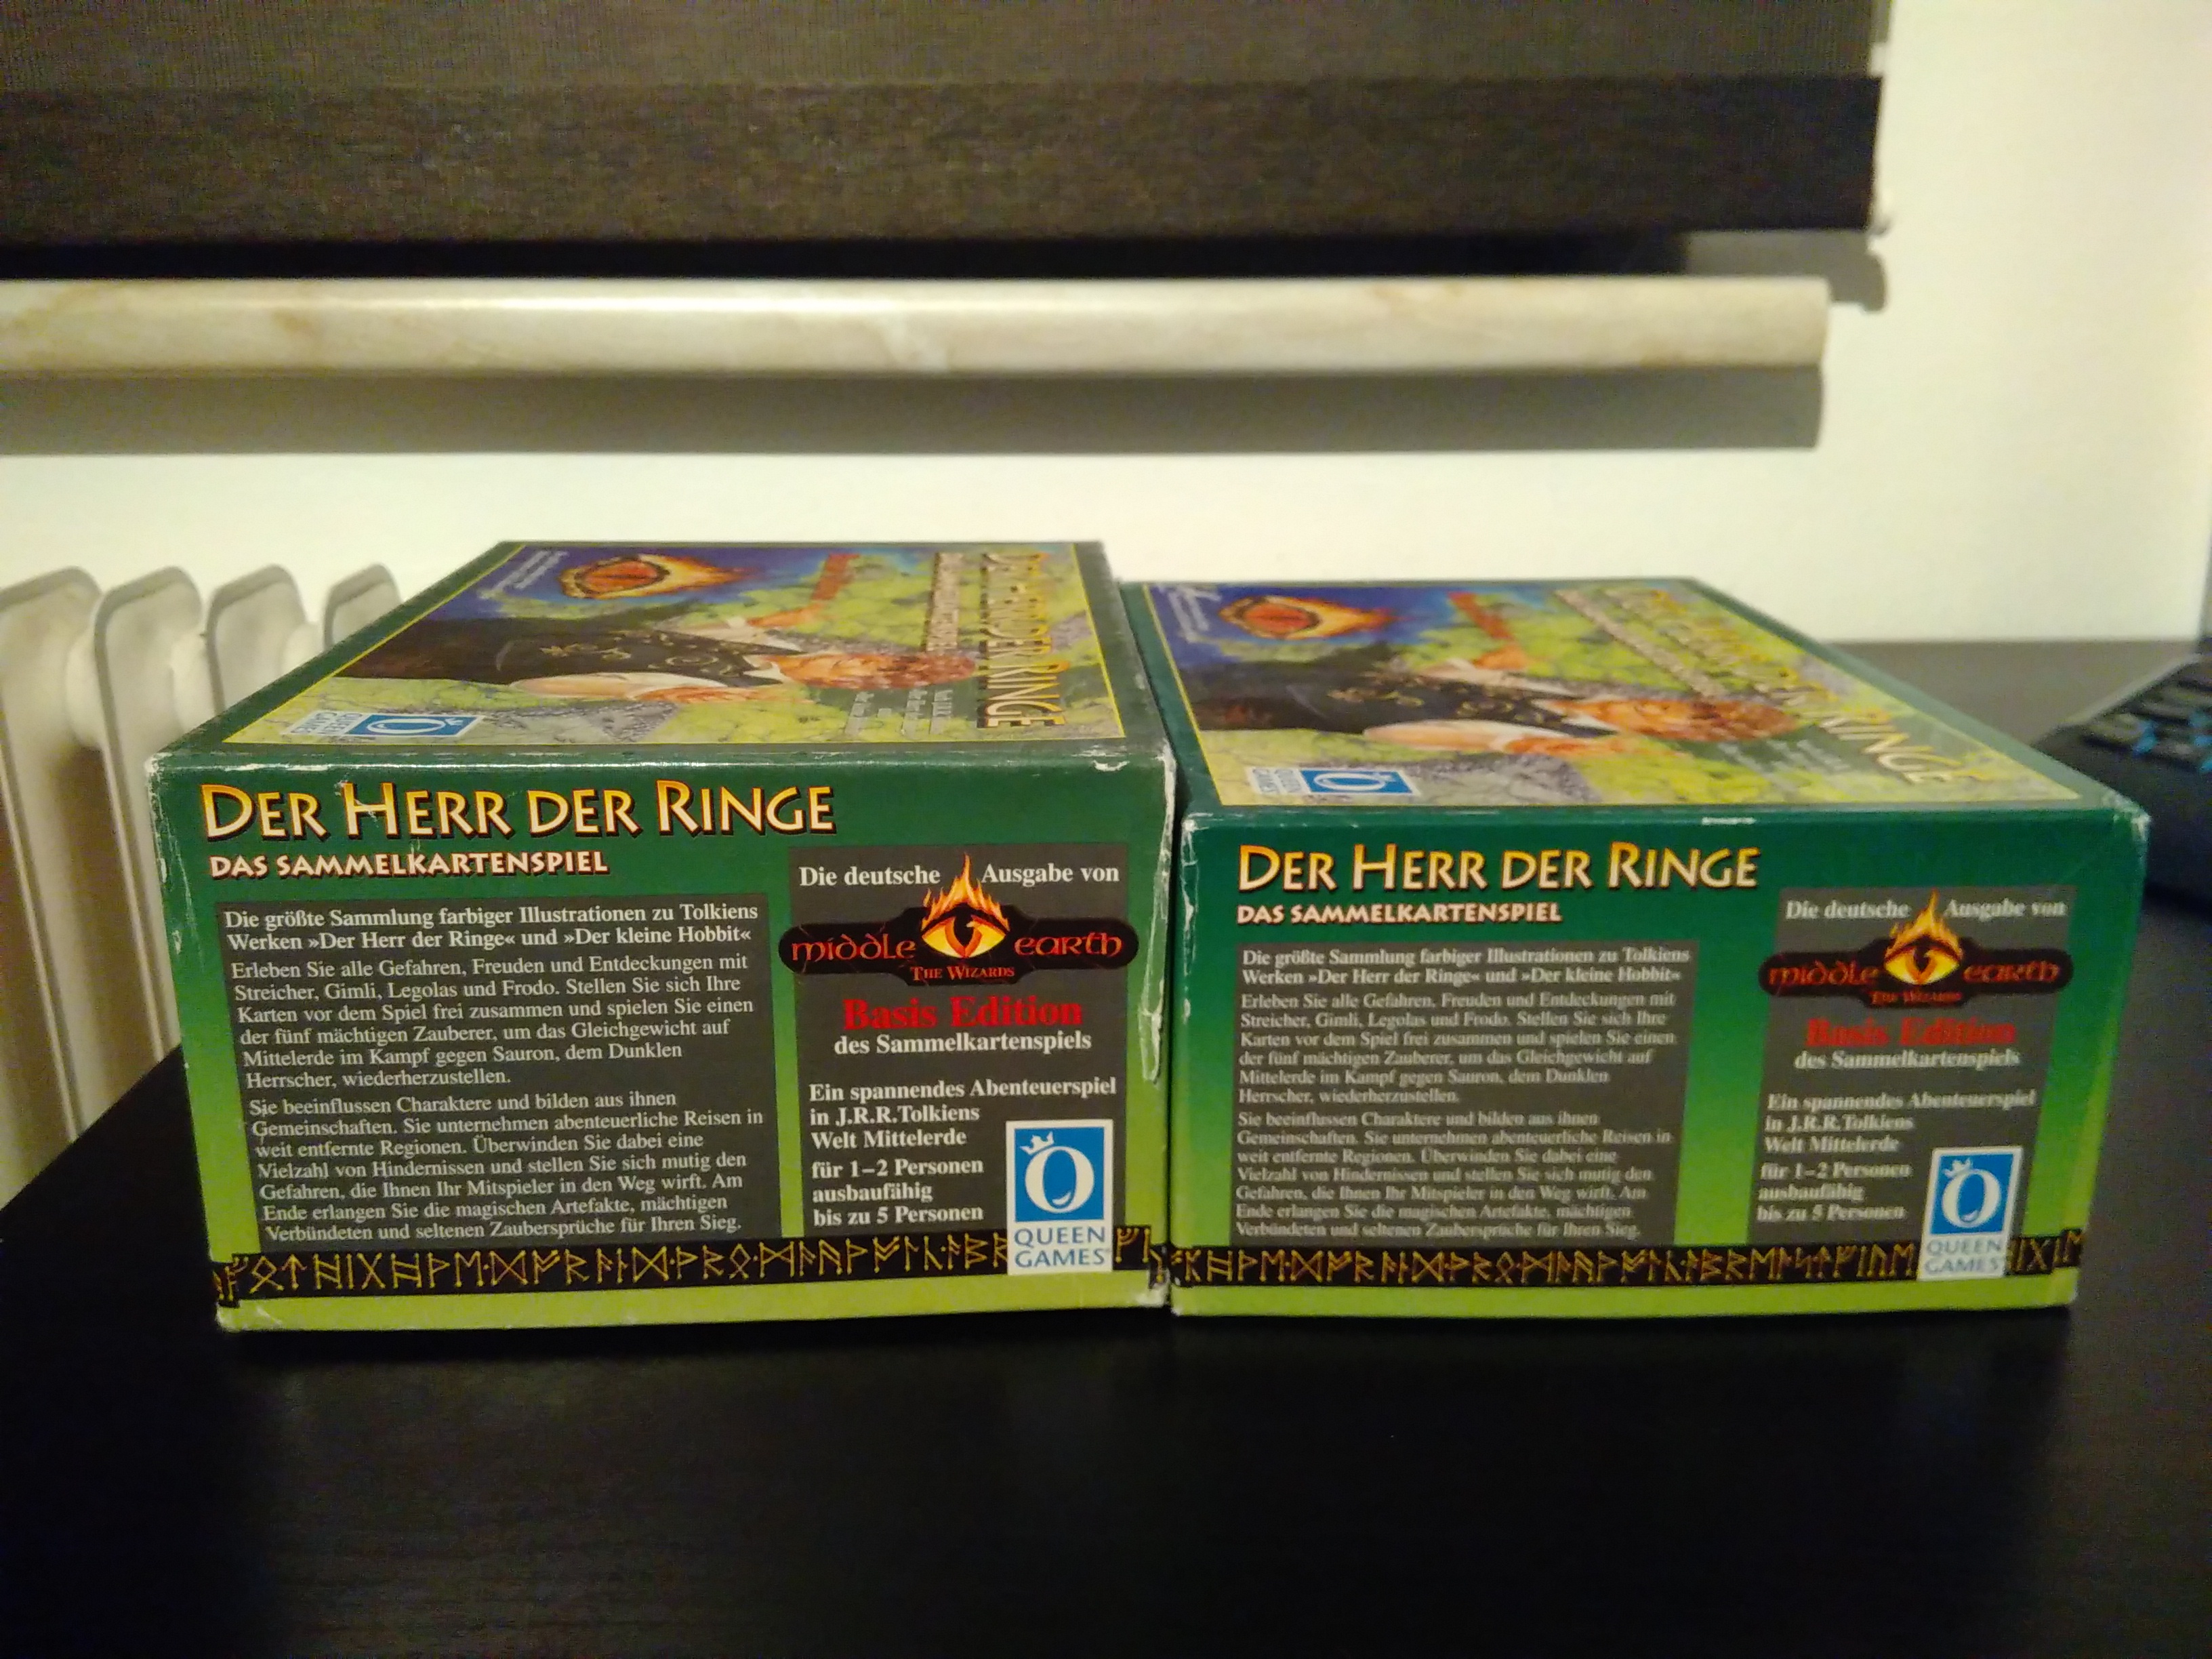 DER HERR DER RINGE
DAS SAMMELKARTENSPIEL
Die größte Sammlung farbiger Illustrationen zu Tolkiens
Werken »Der Herr der Ringe« und »Der kleine Hobbit«
Erleben Sie alle Gefahren, Freuden und Entdeckungen mit
Streicher, Gimli, Legolas und Frodo. Stellen Sie sich Ihre
Karten vor dem Spiel frei zusammen und spielen Sie einen
der fünf mächtigen Zauberer, um das Gleichgewicht auf
Mittelerde im Kampf gegen Sauron, dem Dunklen
Herrscher, wiederherzustellen.
Sie beeinflussen Charaktere und bilden aus ihnen
Gemeinschaften. Sie unternehmen abenteuerliche Reisen in
weit entfernte Regionen. Überwinden Sie dabei eine
Vielzahl von Hindernissen und stellen Sie sich mutig den
Gefahren, die Ihnen Ihr Mitspieler in den Weg wirft. Am
Ende erlangen Sie die magischen Artefakte, mächtigen
Verbündeten und seltenen Zaubersprüche für Ihren Sieg.
Die deutsche Ausgabe von
middle earth
THE WIZARDS
Basis Edition
des Sammelkartenspiels
Ein spannendes Abenteuerspiel
in J.R.R.Tolkiens
Welt Mittelerde
für 1–2 Personen
ausbaufähig
bis zu 5 Personen
QUEEN
GAMES
DER HERR DER RINGE
DAS SAMMELKARTENSPIEL
Die größte Sammlung farbiger Illustrationen zu Tolkiens
Werken »Der Herr der Ringe« und »Der kleine Hobbit«
Erleben Sie alle Gefahren, Freuden und Entdeckungen mit
Streicher, Gimli, Legolas und Frodo. Stellen Sie sich Ihre
Karten vor dem Spiel frei zusammen und spielen Sie einen
der fünf mächtigen Zauberer, um das Gleichgewicht auf
Mittelerde im Kampf gegen Sauron, dem Dunklen
Herrscher, wiederherzustellen.
Sie beeinflussen Charaktere und bilden aus ihnen
Gemeinschaften. Sie unternehmen abenteuerliche Reisen in
weit entfernte Regionen. Überwinden Sie dabei eine
Vielzahl von Hindernissen und stellen Sie sich mutig den
Gefahren, die Ihnen Ihr Mitspieler in den Weg wirft. Am
Ende erlangen Sie die magischen Artefakte, mächtigen
Verbündeten und seltenen Zaubersprüche für Ihren Sieg.
Die deutsche Ausgabe von
middle earth
THE WIZARDS
Basis Edition
des Sammelkartenspiels
Ein spannendes Abenteuerspiel
in J.R.R.Tolkiens
Welt Mittelerde
für 1–2 Personen
ausbaufähig
bis zu 5 Personen
QUEEN
GAMES